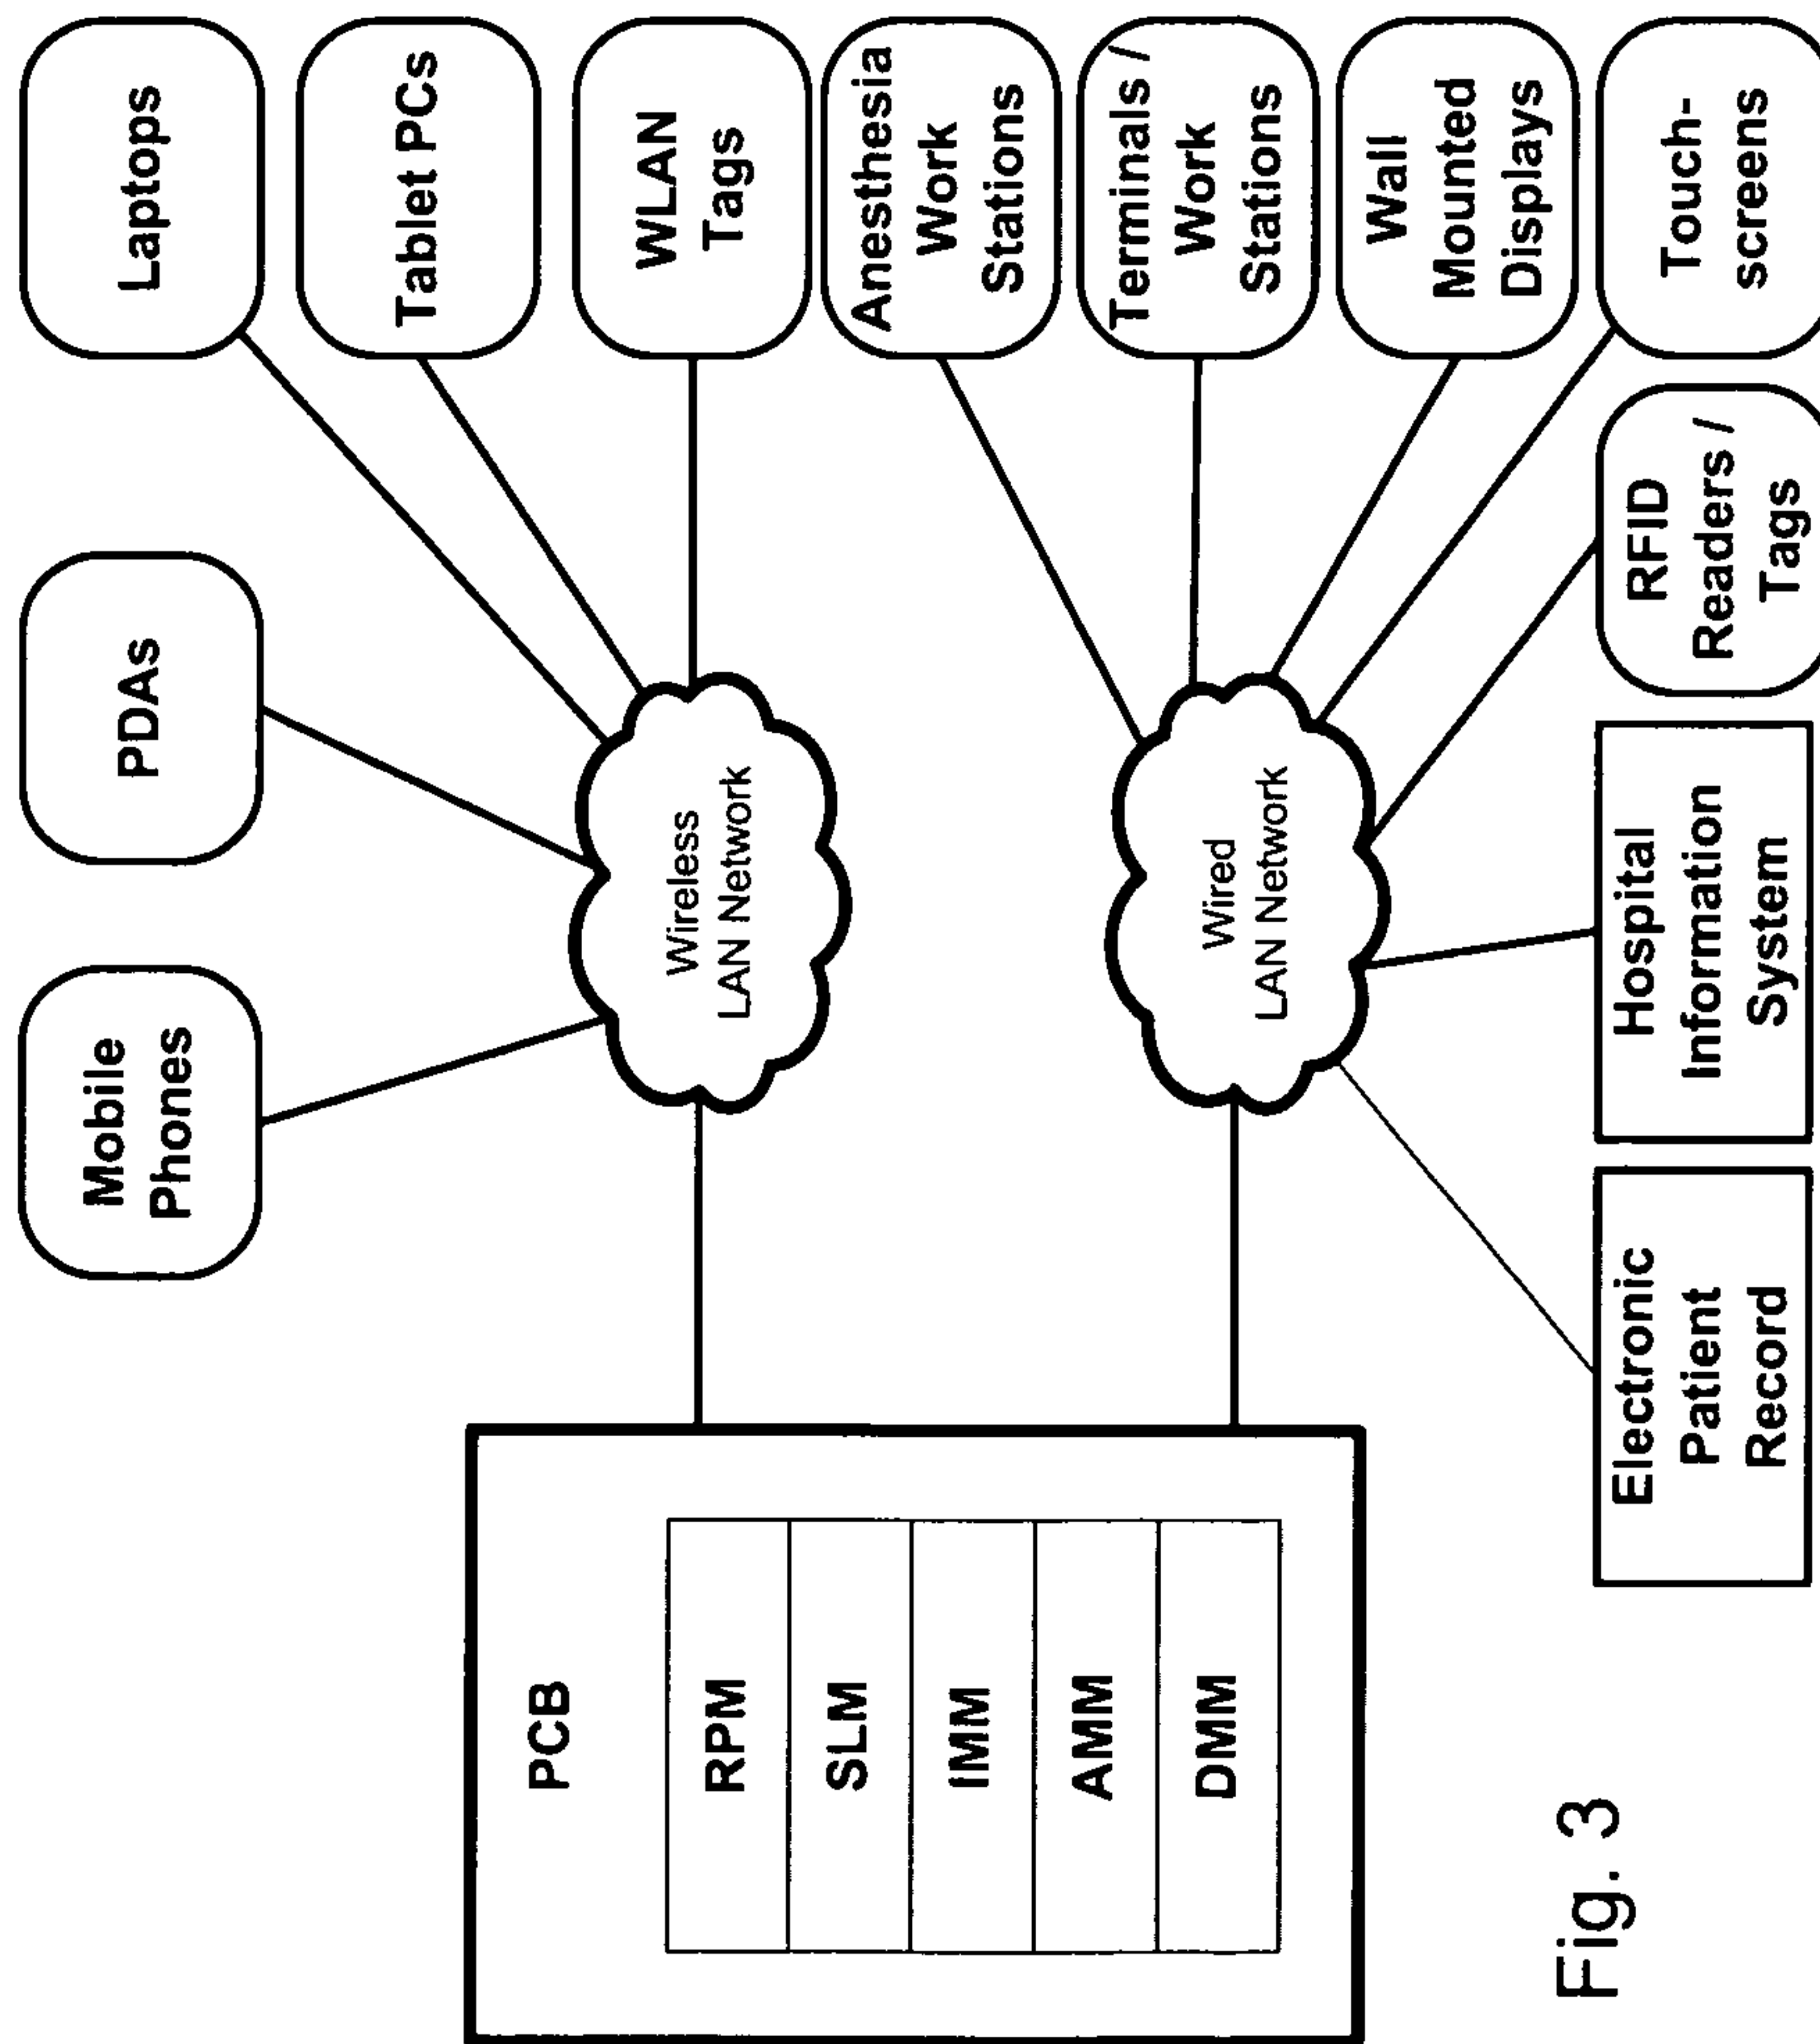 Mobile
Phones
PDAs
Laptops
Tablet PCs
WLAN
Tags
Anesthesia
Work
Stations
Terminals /
Work
Stations
Wall
Mounted
Displays
Touch-
screens
RFID
Readers /
Tags
Hospital
Information
System
Electronic
Patient
Record
Wireless
LAN Network
Wired
LAN Network
PCB
RPM
SLM
IMM
AMM
DMM
Fig. 3